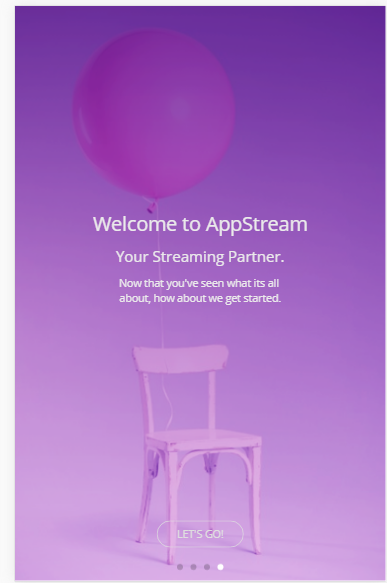 Welcome to AppStream
Your Streaming Partner.
Now that you've seen what its all
about, how about we get started.
LET'S GO!